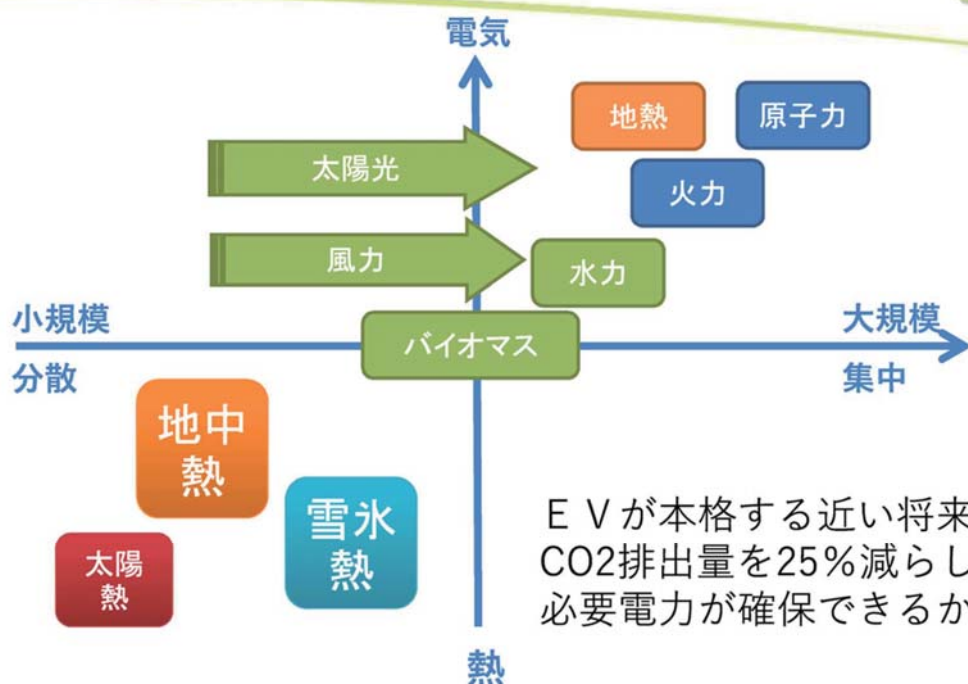 電気
地熱
原子力
太陽光
火力
風力
水力
小規模
大規模
バイオマス
分散
集中
地中
熱
雪氷
熱
太陽
熱
ＥＶが本格する近い将来
CO2排出量を25%減らし
必要電力が確保できるか
熱